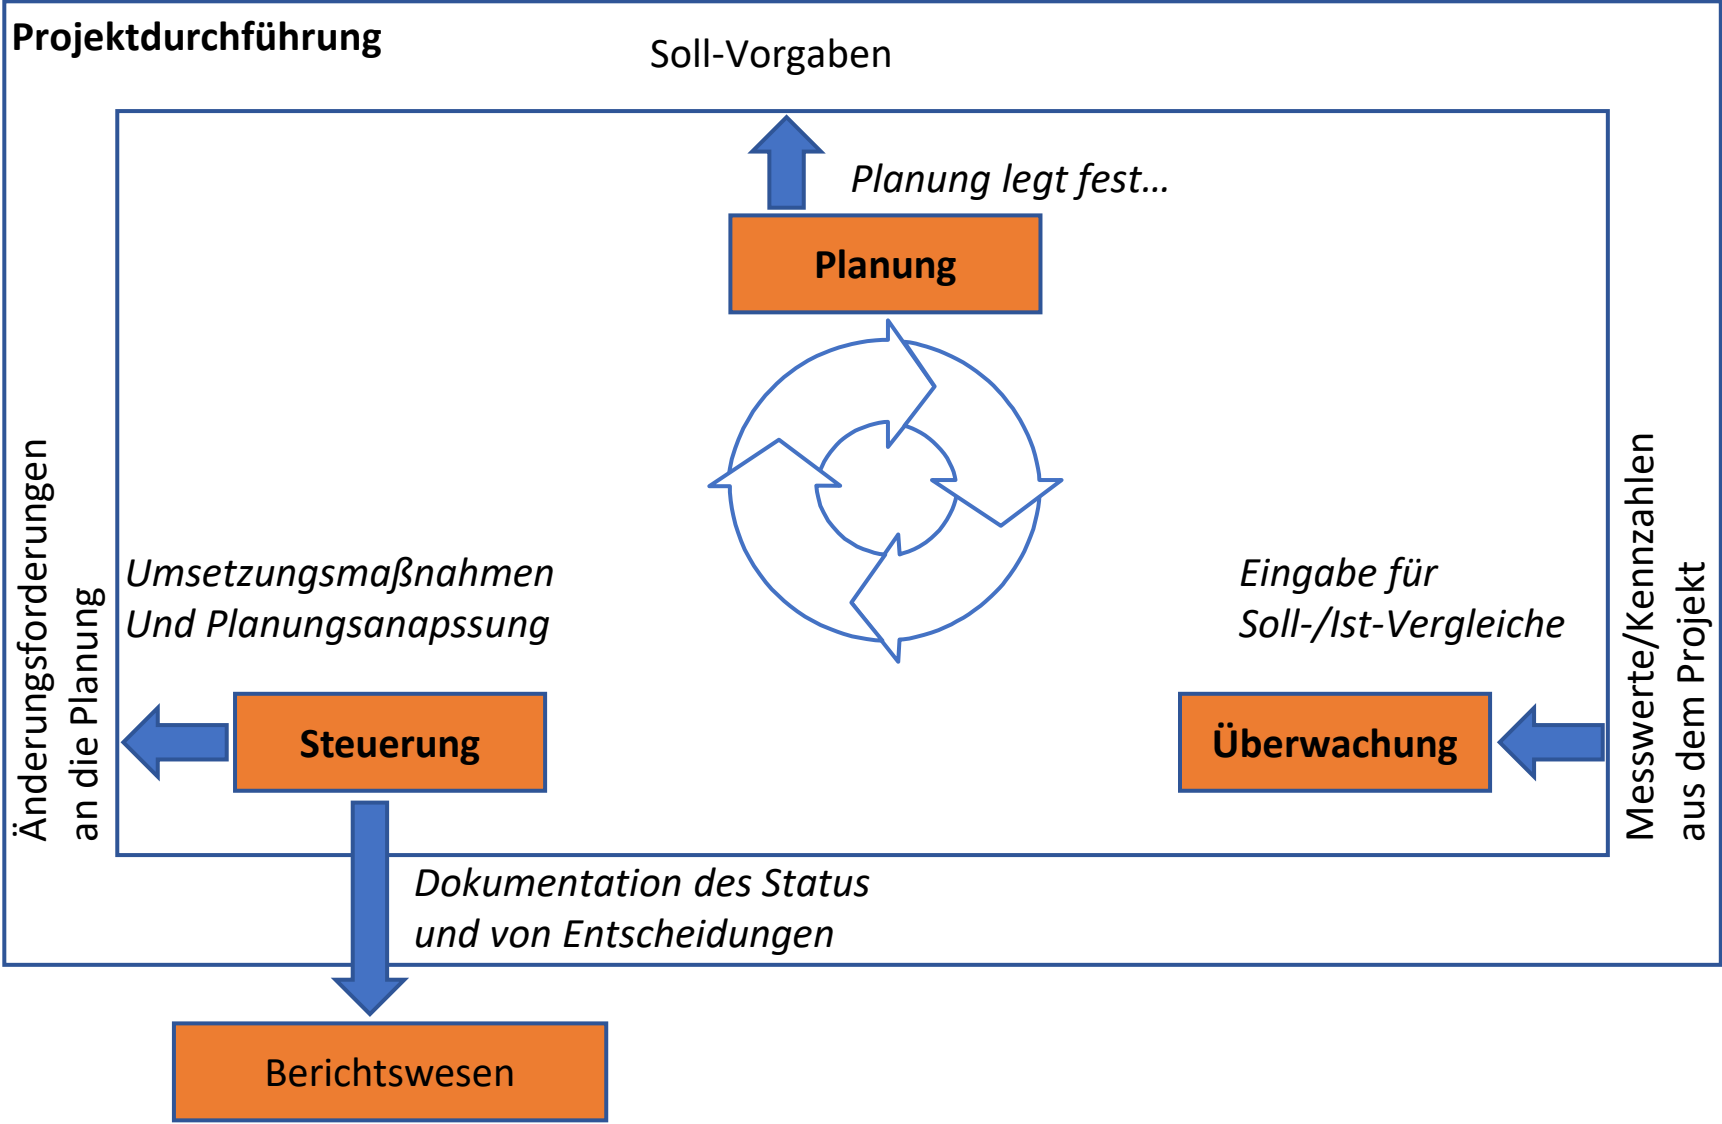 Projektdurchführung
Soll-Vorgaben
Planung legt fest...
Planung
Änderungsforderungen
an die Planung
Umsetzungsmaßnahmen
Und Planungsanapssung
Eingabe für
Soll-/Ist-Vergleiche
Messwerte/Kennzahlen
aus dem Projekt
Steuerung
Überwachung
Dokumentation des Status
und von Entscheidungen
Berichtswesen